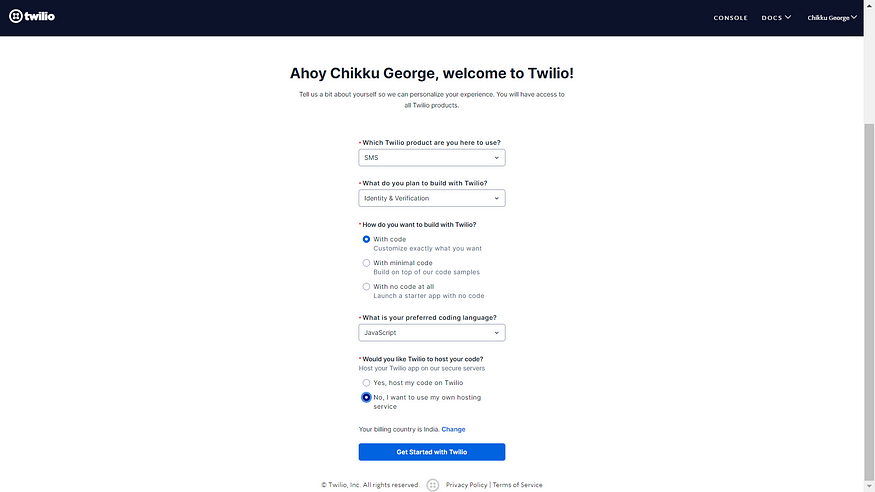 twilio
CONSOLE
DOCS
Chikku George
Ahoy Chikku George, welcome to Twilio!
Tell us a bit about yourself so we can personalize your experience. You will have access to
all Twilio products.
* Which Twilio product are you here to use?
SMS
* What do you plan to build with Twilio?
Identity & Verification
* How do you want to build with Twilio?
With code
Customize exactly what you want
With minimal code
Build on top of our code samples
With no code at all
Launch a starter app with no code
* What is your preferred coding language?
JavaScript
* Would you like Twilio to host your code?
Host your Twilio app on our secure servers
Yes, host my code on Twilio
No, I want to use my own hosting
service
Your billing country is India. Change
Get Started with Twilio
© Twilio, Inc. All rights reserved.
Privacy Policy | Terms of Service